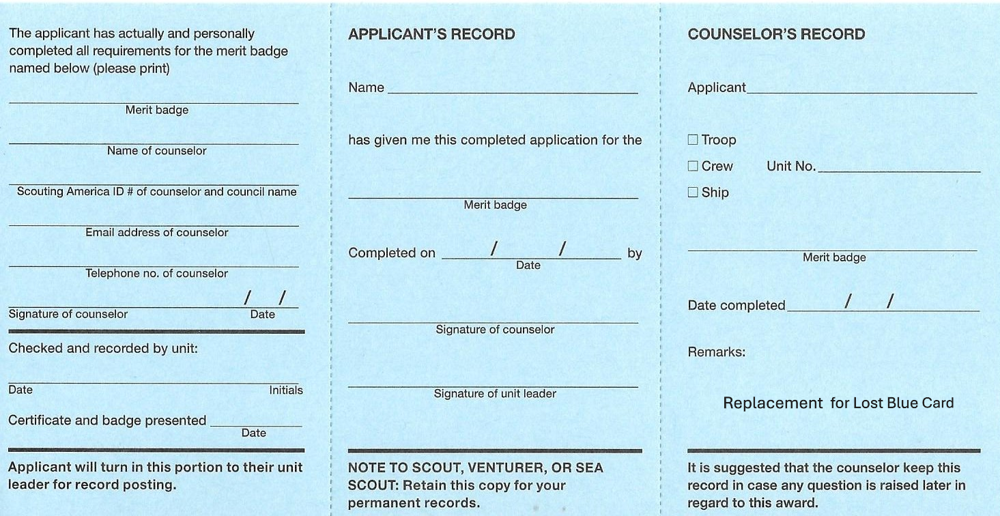 The applicant has actually and personally
completed all requirements for the merit badge
named below (please print)
Merit badge
Name of counselor
Scouting America ID # of counselor and council name
Email address of counselor
Telephone no. of counselor
/ /
Signature of counselor Date
Checked and recorded by unit:
Date Initials
Certificate and badge presented
Date
Applicant will turn in this portion to their unit
leader for record posting.
APPLICANT'S RECORD
Name
has given me this completed application for the
Merit badge
Completed on / / by
Date
Signature of counselor
Signature of unit leader
NOTE TO SCOUT, VENTURER, OR SEA
SCOUT: Retain this copy for your
permanent records.
COUNSELOR'S RECORD
Applicant
Troop
Crew Unit No.
Ship
Merit badge
Date completed / /
Remarks:
Replacement for Lost Blue Card
It is suggested that the counselor keep this
record in case any question is raised later in
regard to this award.